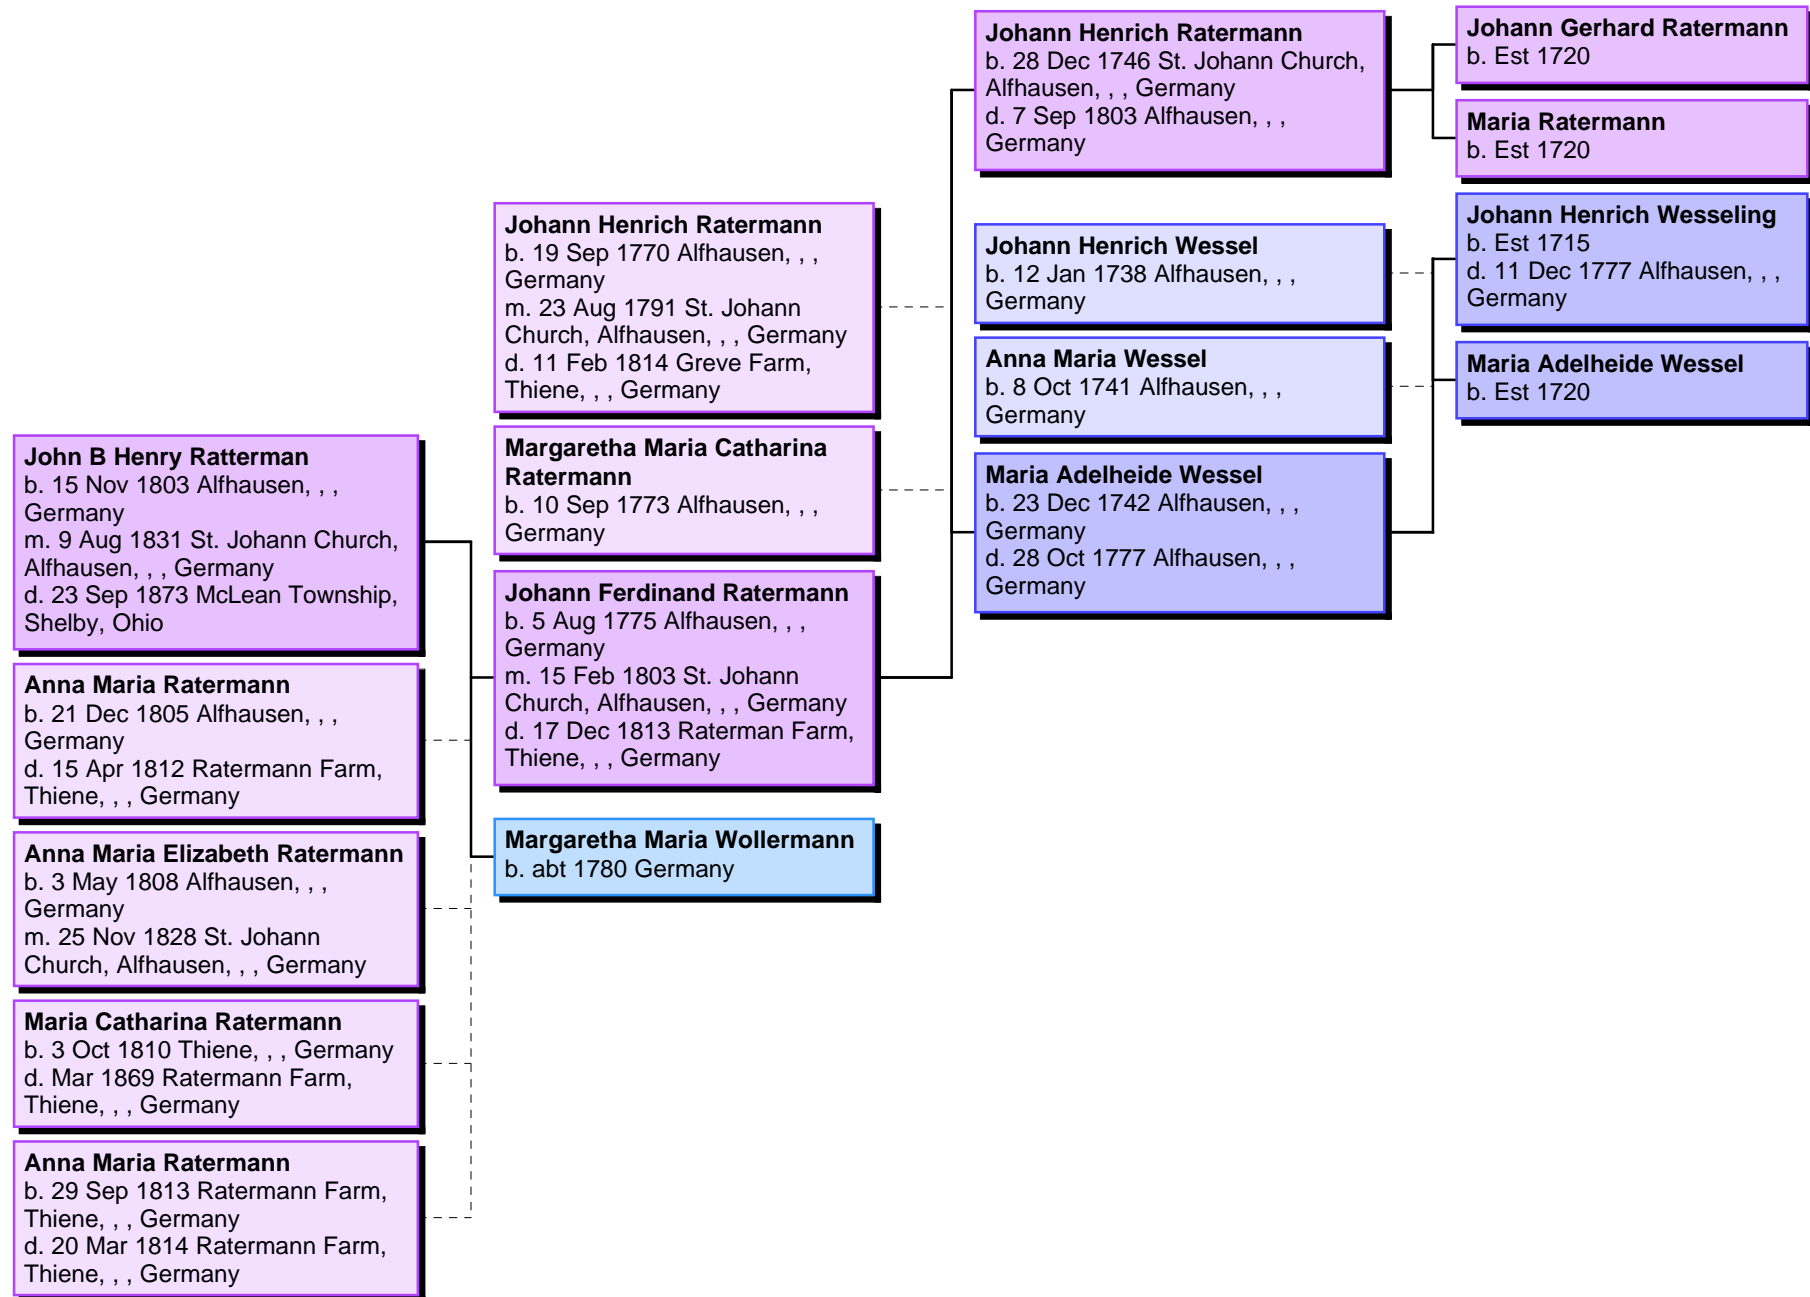 John B Henry Ratterman
b. 15 Nov 1803 Alfhausen, , ,
Germany
m. 9 Aug 1831 St. Johann Church,
Alfhausen, , , Germany
d. 23 Sep 1873 McLean Township,
Shelby, Ohio
Anna Maria Ratermann
b. 21 Dec 1805 Alfhausen, , ,
Germany
d. 15 Apr 1812 Ratermann Farm,
Thiene, , , Germany
Anna Maria Elizabeth Ratermann
b. 3 May 1808 Alfhausen, , ,
Germany
m. 25 Nov 1828 St. Johann
Church, Alfhausen, , , Germany
Maria Catharina Ratermann
b. 3 Oct 1810 Thiene, , , Germany
d. Mar 1869 Ratermann Farm,
Thiene, , , Germany
Anna Maria Ratermann
b. 29 Sep 1813 Ratermann Farm,
Thiene, , , Germany
d. 20 Mar 1814 Ratermann Farm,
Thiene, , , Germany
Johann Henrich Ratermann
b. 19 Sep 1770 Alfhausen, , ,
Germany
m. 23 Aug 1791 St. Johann
Church, Alfhausen, , , Germany
d. 11 Feb 1814 Greve Farm,
Thiene, , , Germany
Margaretha Maria Catharina
Ratermann
b. 10 Sep 1773 Alfhausen, , ,
Germany
Johann Ferdinand Ratermann
b. 5 Aug 1775 Alfhausen, , ,
Germany
m. 15 Feb 1803 St. Johann
Church, Alfhausen, , , Germany
d. 17 Dec 1813 Raterman Farm,
Thiene, , , Germany
Margaretha Maria Wollermann
b. abt 1780 Germany
Johann Henrich Ratermann
b. 28 Dec 1746 St. Johann Church,
Alfhausen, , , Germany
d. 7 Sep 1803 Alfhausen, , ,
Germany
Johann Henrich Wessel
b. 12 Jan 1738 Alfhausen, , ,
Germany
Anna Maria Wessel
b. 8 Oct 1741 Alfhausen, , ,
Germany
Maria Adelheide Wessel
b. 23 Dec 1742 Alfhausen, , ,
Germany
d. 28 Oct 1777 Alfhausen, , ,
Germany
Johann Gerhard Ratermann
b. Est 1720
Maria Ratermann
b. Est 1720
Johann Henrich Wesseling
b. Est 1715
d. 11 Dec 1777 Alfhausen, , ,
Germany
Maria Adelheide Wessel
b. Est 1720